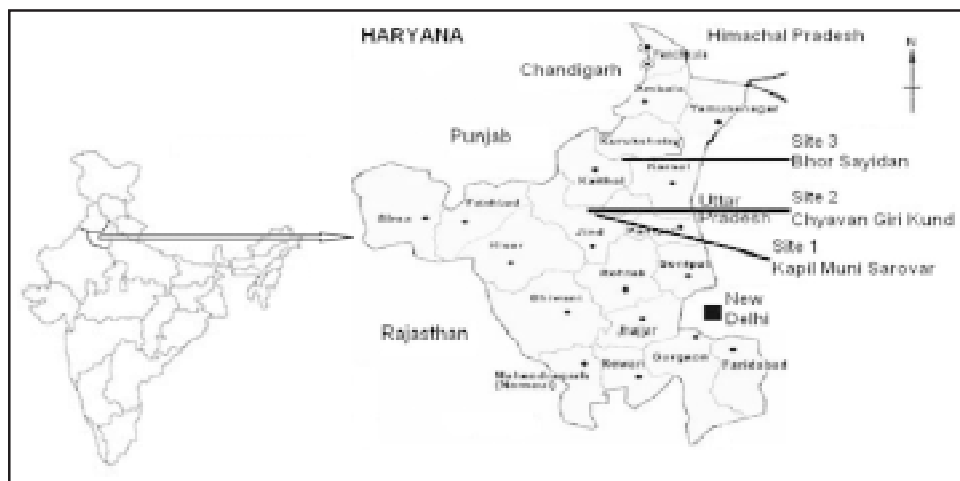 HARYANA
Himachal Pradesh
N
Chandigarh
Panchkula
Ambala
Yamunanagar
Punjab
Kurukshetra
Site 3
Bhor Sayidan
Kaithal
Karnal
Sirsa
Fatehbad
Uttar
Pradesh
Site 2
Chyavan Giri Kund
Hisar
Jind
Site 1
Kapil Muni Sarovar
Rohtak
Sonipat
Bhiwani
New
Delhi
Rajasthan
Jhajjar
Rewari
Gurgaon
Faridabad
Mahendragarh
(Narnaul)